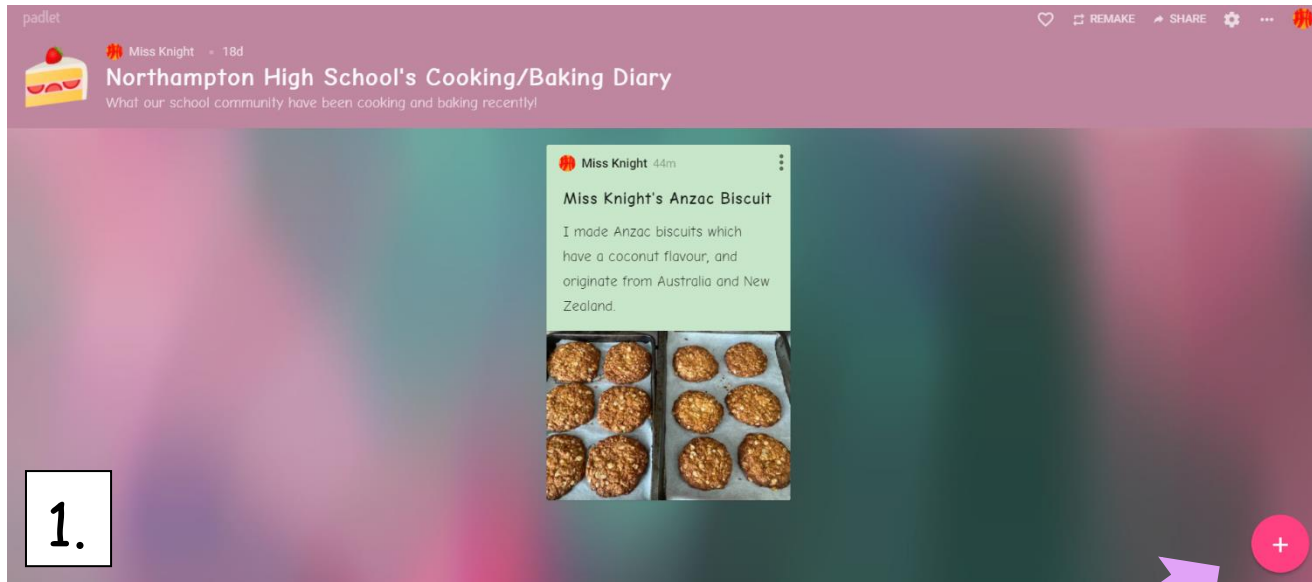 padlet
REMAKE SHARE
Miss Knight • 18d
Northampton High School's Cooking/Baking Diary
What our school community have been cooking and baking recently!
Miss Knight 44m
Miss Knight's Anzac Biscuit
I made Anzac biscuits which
have a coconut flavour, and
originate from Australia and New
Zealand.
1.
+